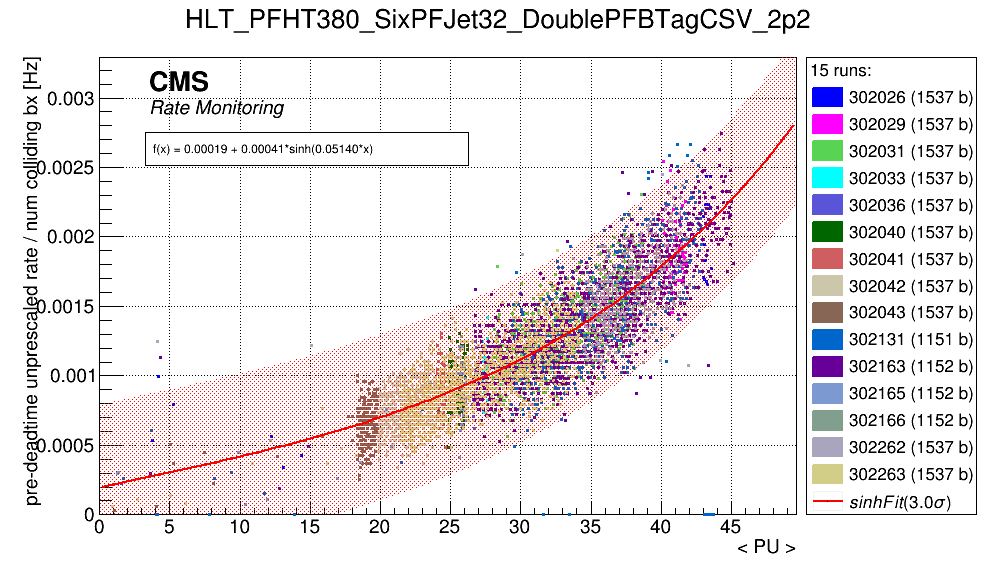 HLT_PFHT380_SixPFJet32_DoublePFBTagCSV_2p2
pre-deadtime unprescaled rate / num colliding bx [Hz]
CMS
Rate Monitoring
f(x) = 0.00019 + 0.00041*sinh(0.05140*x)
0.003
0.0025
0.002
0.0015
0.001
0.0005
0
0 5 10 15 20 25 30 35 40 45
< PU >
15 runs:
302026 (1537 b)
302029 (1537 b)
302031 (1537 b)
302033 (1537 b)
302036 (1537 b)
302040 (1537 b)
302041 (1537 b)
302042 (1537 b)
302043 (1537 b)
302131 (1151 b)
302163 (1152 b)
302165 (1152 b)
302166 (1152 b)
302262 (1537 b)
302263 (1537 b)
sinhFit(3.0σ)